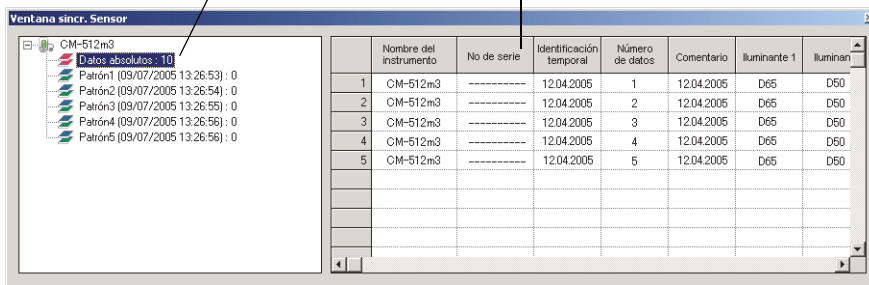 Ventana sincr. Sensor
CM-512m3
Datos absolutos : 10
Patrón1 (09/07/2005 13:26:53) : 0
Patrón2 (09/07/2005 13:26:54) : 0
Patrón3 (09/07/2005 13:26:55) : 0
Patrón4 (09/07/2005 13:26:56) : 0
Patrón5 (09/07/2005 13:26:56) : 0
Nombre del instrumento No de serie Identificación temporal Número de datos Comentario Iluminante 1 Iluminan
1 CM-512m3 ---------- 12.04.2005 1 12.04.2005 D65 D50
2 CM-512m3 ---------- 12.04.2005 2 12.04.2005 D65 D50
3 CM-512m3 ---------- 12.04.2005 3 12.04.2005 D65 D50
4 CM-512m3 ---------- 12.04.2005 4 12.04.2005 D65 D50
5 CM-512m3 ---------- 12.04.2005 5 12.04.2005 D65 D50